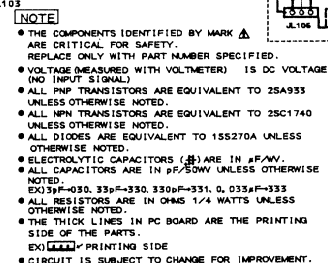 103
JL106
NOTE
● THE COMPONENTS IDENTIFIED BY MARK ⚠
ARE CRITICAL FOR SAFETY.
REPLACE ONLY WITH PART NUMBER SPECIFIED.
● VOLTAGE (MEASURED WITH VOLTMETER) IS DC VOLTAGE
(NO INPUT SIGNAL)
● ALL PNP TRANSISTORS ARE EQUIVALENT TO 2SA933
UNLESS OTHERWISE NOTED.
● ALL NPN TRANSISTORS ARE EQUIVALENT TO 2SC1740
UNLESS OTHERWISE NOTED.
● ALL DIODES ARE EQUIVALENT TO 1SS270A UNLESS
OTHERWISE NOTED.
● ELECTROLYTIC CAPACITORS ( ) ARE IN μF/WV.
● ALL CAPACITORS ARE IN pF/50WV UNLESS OTHERWISE
NOTED.
EX) 3pF→030, 33pF→330, 330pF→331, 0.033μF→333
● ALL RESISTORS ARE IN OHMS 1/4 WATTS UNLESS
OTHERWISE NOTED.
● THE THICK LINES IN PC BOARD ARE THE PRINTING
SIDE OF THE PARTS.
EX) PRINTING SIDE
● CIRCUIT IS SUBJECT TO CHANGE FOR IMPROVEMENT.